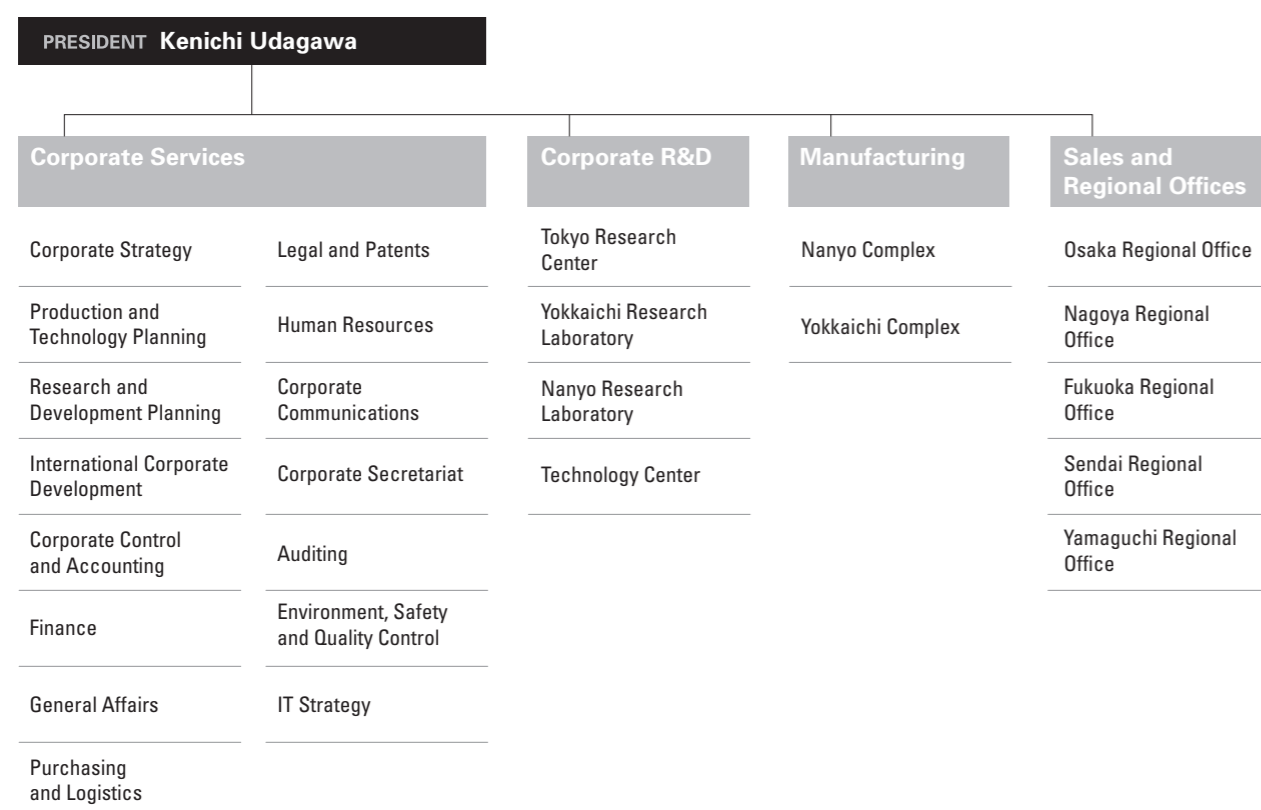 PRESIDENT Kenichi Udagawa
Corporate Services
Corporate Strategy
Production and
Technology Planning
Research and
Development Planning
International Corporate
Development
Corporate Control
and Accounting
Finance
General Affairs
Purchasing
and Logistics
Legal and Patents
Human Resources
Corporate
Communications
Corporate Secretariat
Auditing
Environment, Safety
and Quality Control
IT Strategy
Corporate R&D
Tokyo Research
Center
Yokkaichi Research
Laboratory
Nanyo Research
Laboratory
Technology Center
Manufacturing
Nanyo Complex
Yokkaichi Complex
Sales and
Regional Offices
Osaka Regional Office
Nagoya Regional
Office
Fukuoka Regional
Office
Sendai Regional
Office
Yamaguchi Regional
Office